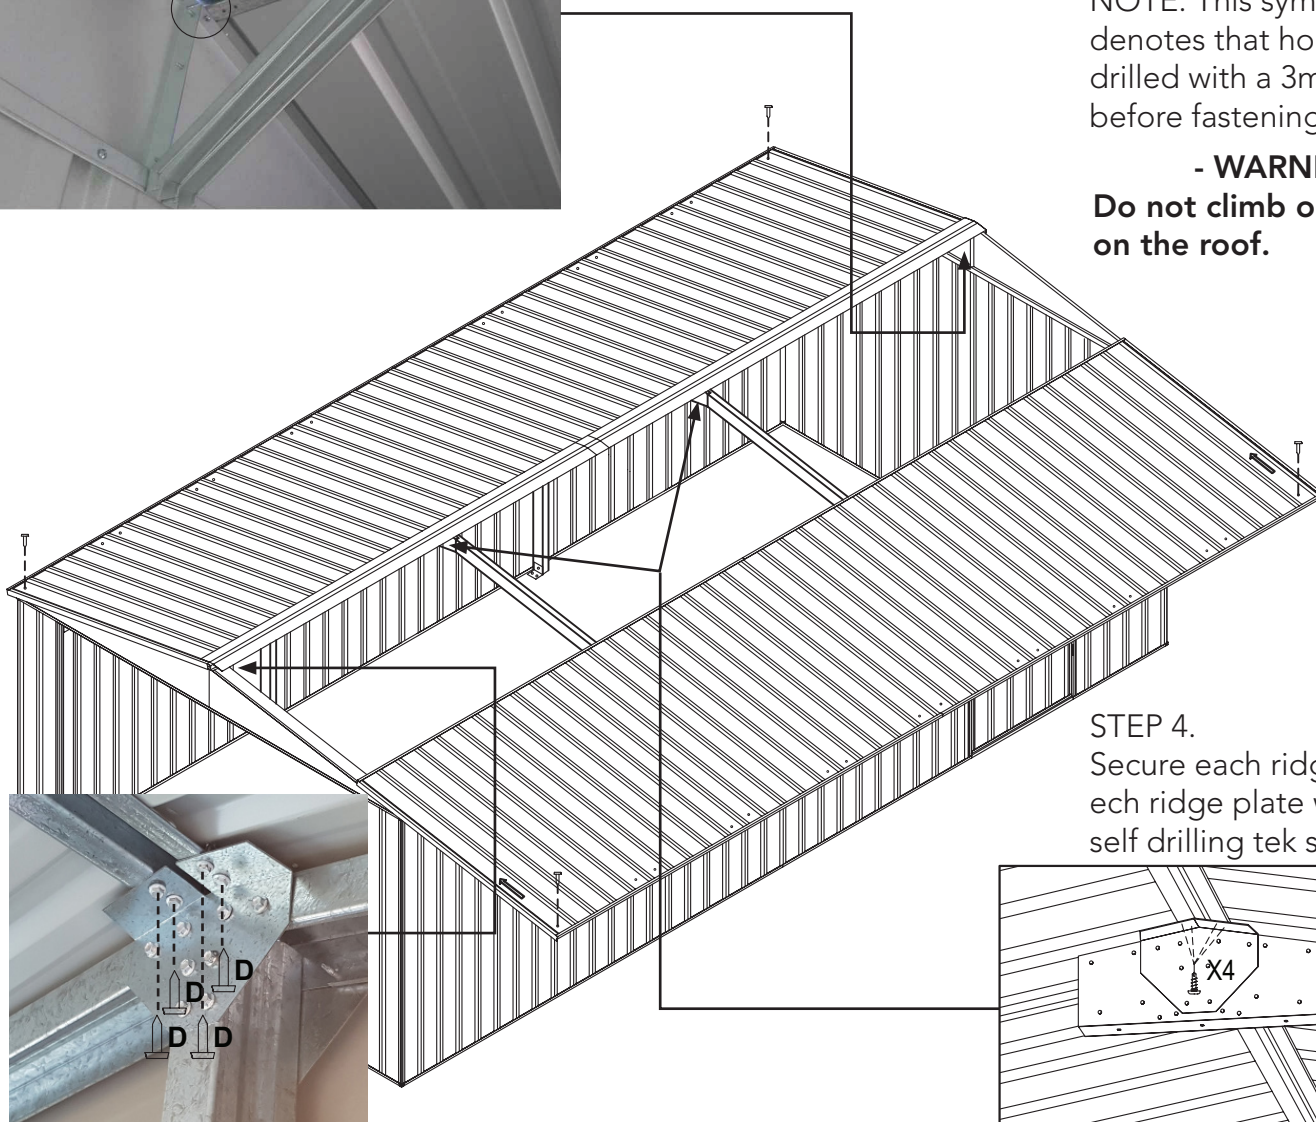 NOTE: This sym
denotes that ho
drilled with a 3m
before fastening
- WARNI
Do not climb o
on the roof.
STEP 4.
Secure each ridg
ech ridge plate w
self drilling tek s
X4
D
D
D
D